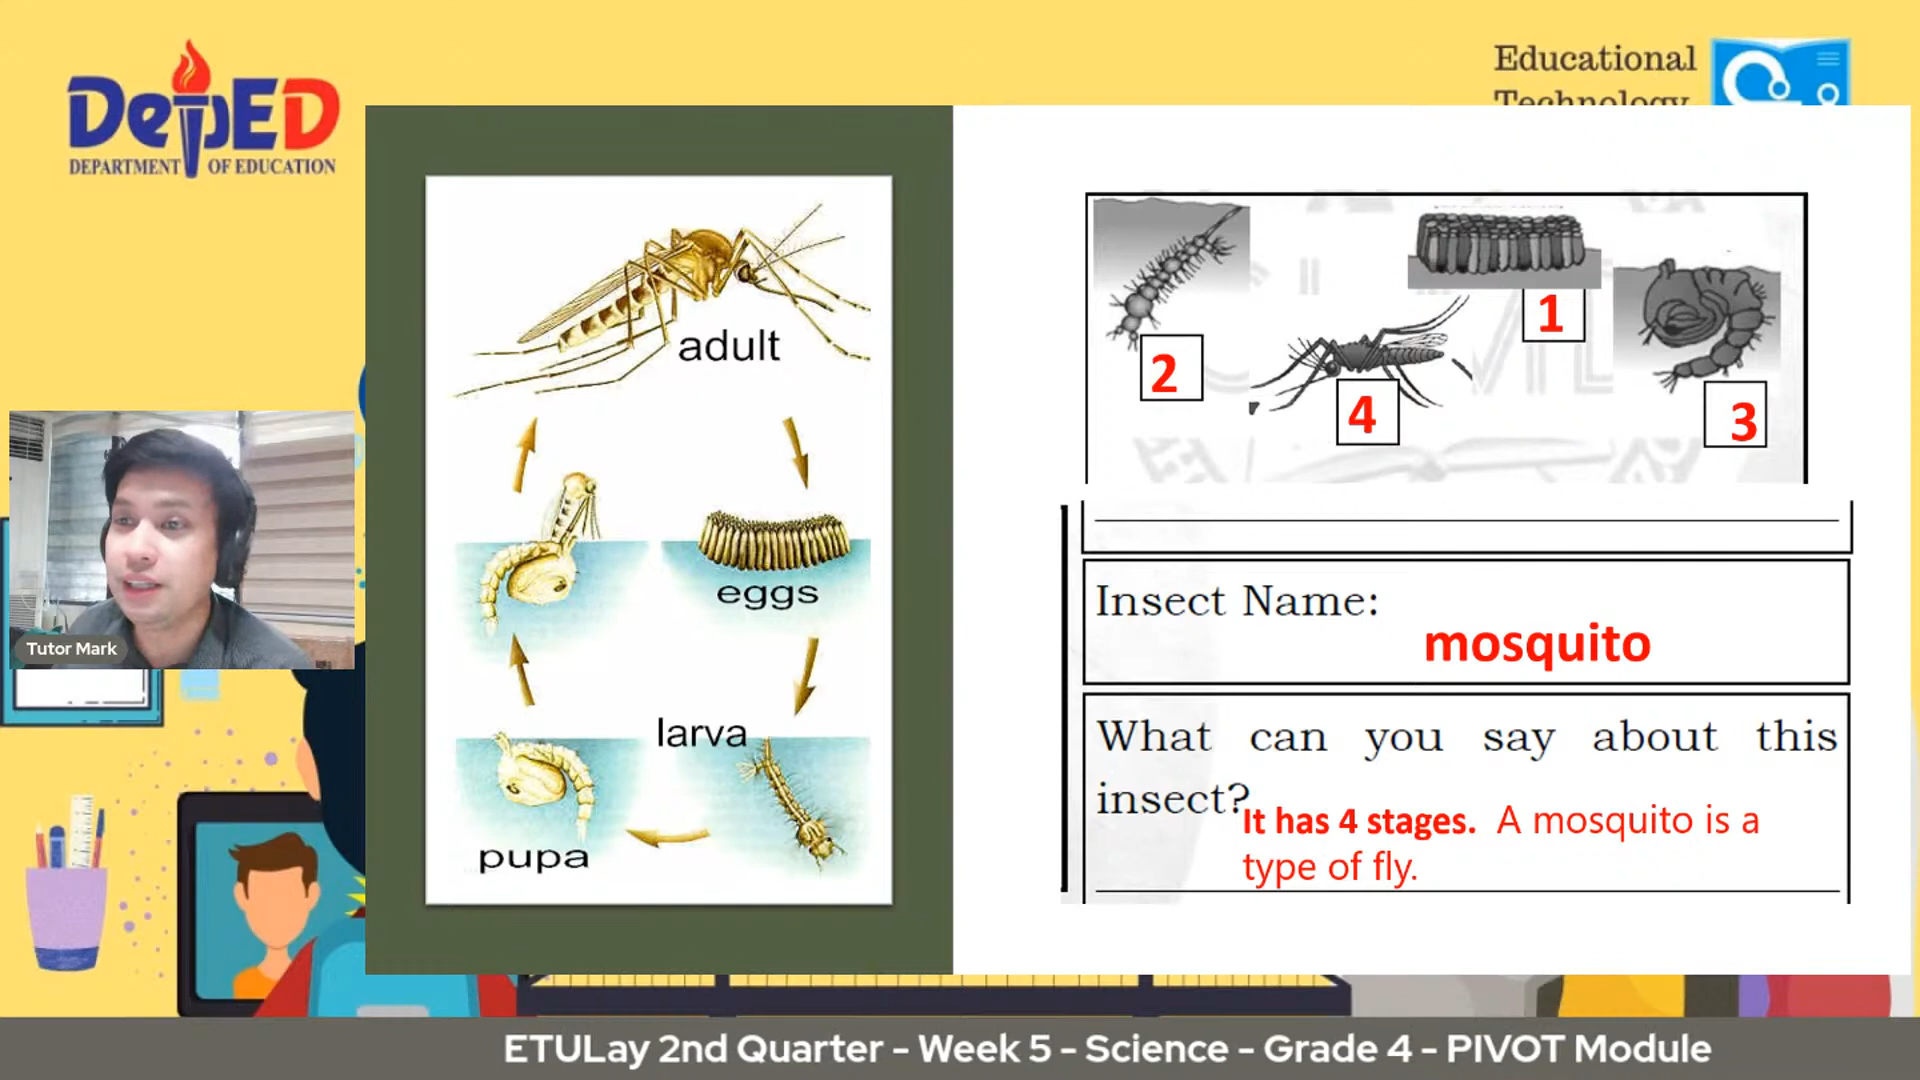 DepED
DEPARTMENT OF EDUCATION
Educational
Technology
adult
eggs
larva
pupa
1
2
4
3
Insect Name:
mosquito
What can you say about this
insect?
It has 4 stages. A mosquito is a
type of fly.
Tutor Mark
ETULay 2nd Quarter - Week 5 - Science - Grade 4 - PIVOT Module